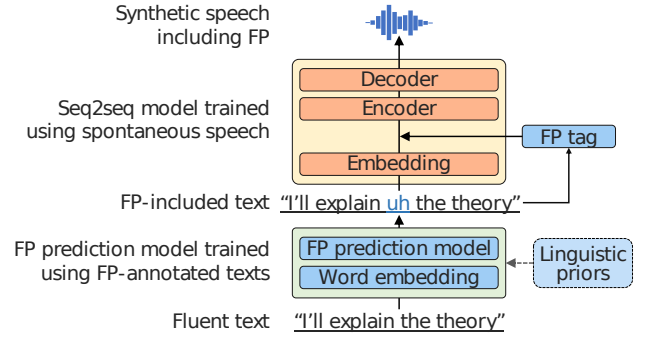 Synthetic speech
including FP
Decoder
Seq2seq model trained
using spontaneous speech
Encoder
FP tag
Embedding
FP-included text
“I’ll explain uh the theory”
FP prediction model trained
using FP-annotated texts
FP prediction model
Word embedding
Linguistic
priors
Fluent text
“I’ll explain the theory”